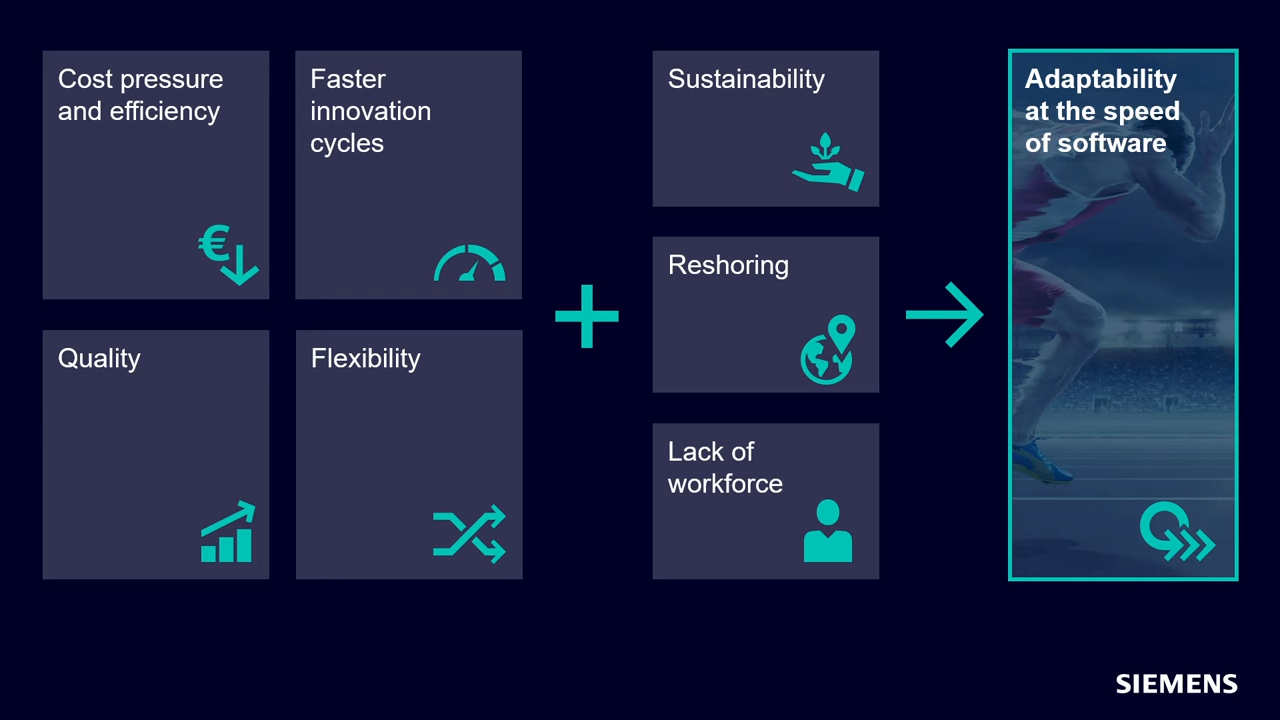 Cost pressure
and efficiency
Faster
innovation
cycles
Quality
Flexibility
Sustainability
Reshoring
Lack of
workforce
Adaptability
at the speed
of software
SIEMENS